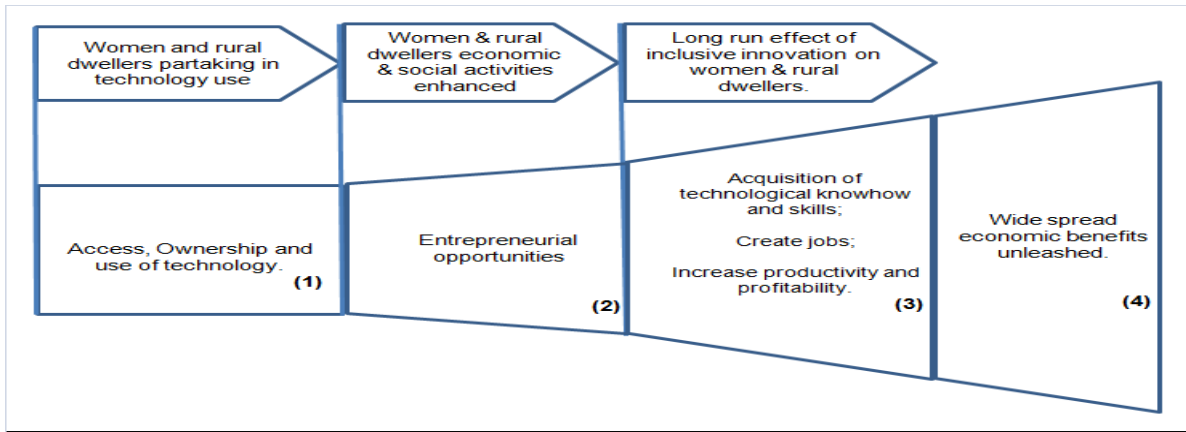 Women and rural
dwellers partaking in
technology use
Women & rural
dwellers economic
& social activities
enhanced
Long run effect of
inclusive innovation on
women & rural
dwellers.
Access, Ownership and
use of technology.
(1)
Entrepreneurial
opportunities
(2)
Acquisition of
technological knowhow
and skills;
Create jobs;
Increase productivity and
profitability.
(3)
Wide spread
economic benefits
unleashed.
(4)